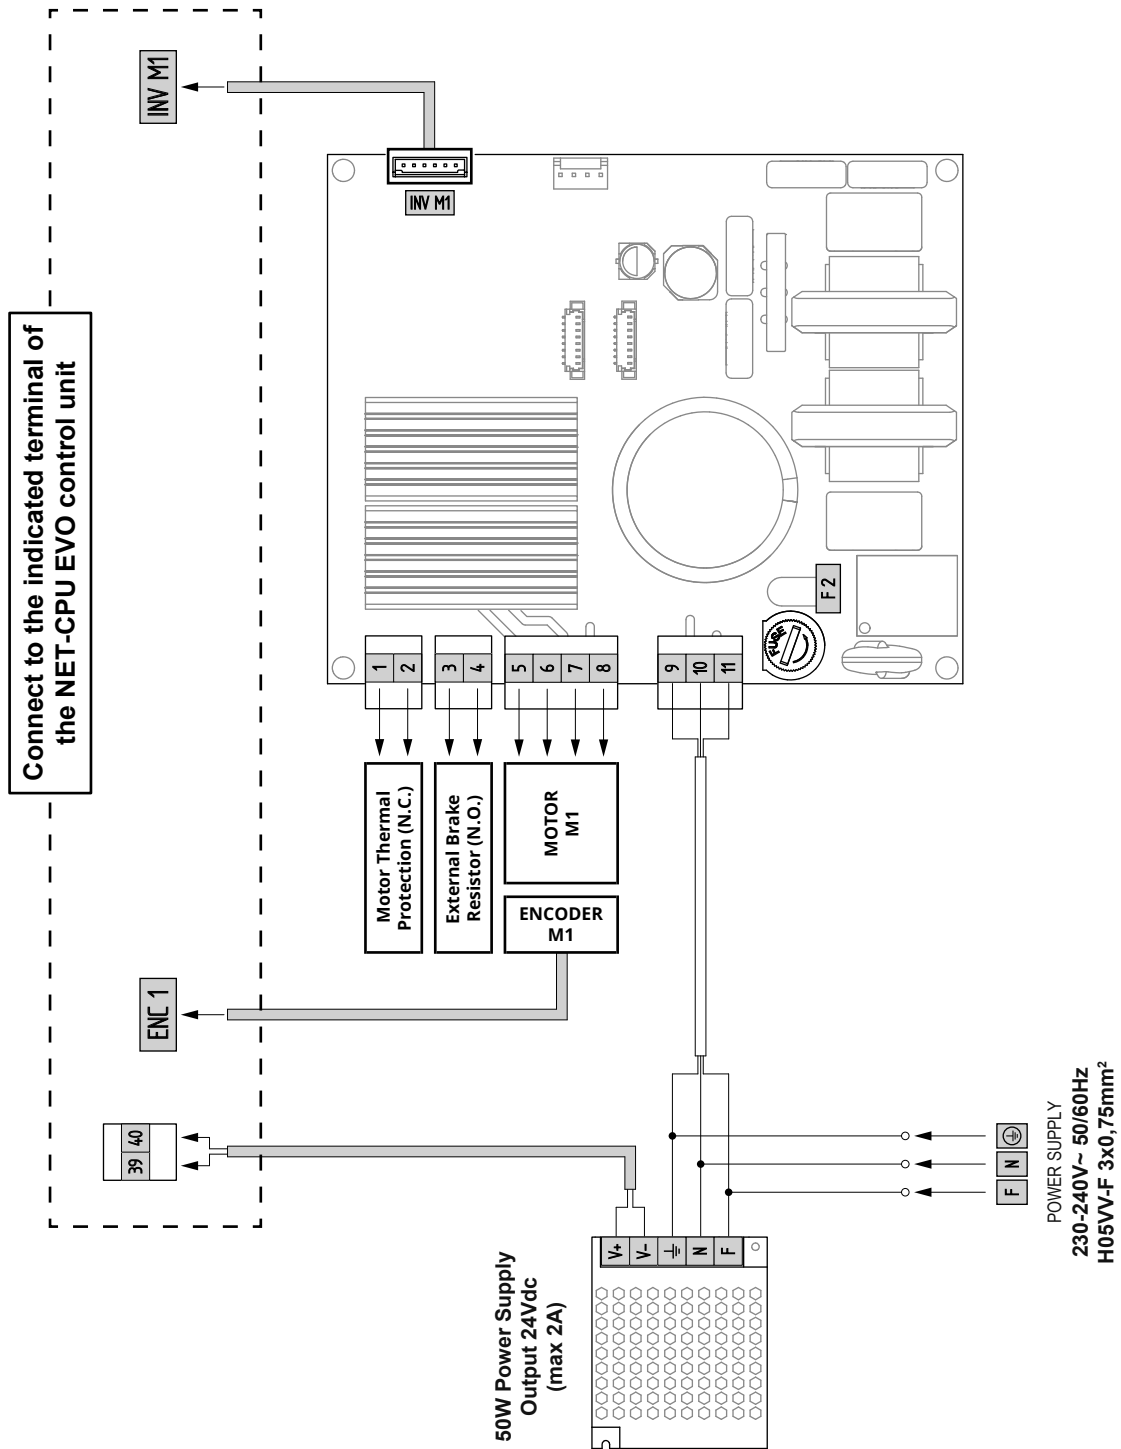 Connect to the indicated terminal of
the NET-CPU EVO control unit
INV M1
INV M1
ENC 1
39 40
F 2
FUSE
1 2 3 4 5 6 7 8 9 10 11
Motor Thermal
Protection (N.C.)
External Brake
Resistor (N.O.)
MOTOR
M1
ENCODER
M1
50W Power Supply
Output 24Vdc
(max 2A)
V+
V-
N
F
F N
POWER SUPPLY
230-240V~ 50/60Hz
H05VV-F 3x0,75mm²